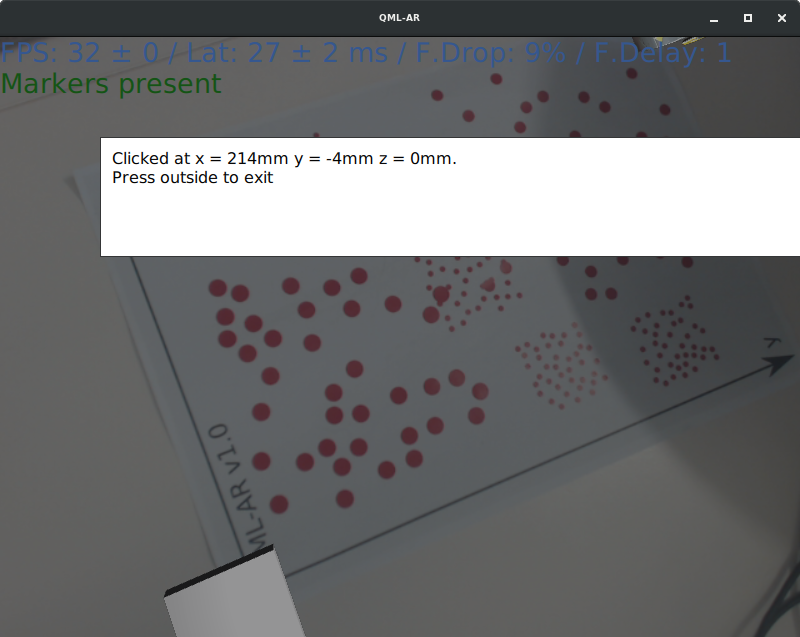 QML-AR
FPS: 32 ± 0 / Lat: 27 ± 2 ms / F.Drop: 9% / F.Delay: 1
Markers present
Clicked at x = 214mm y = -4mm z = 0mm.
Press outside to exit
Y
ML-AR v1.0